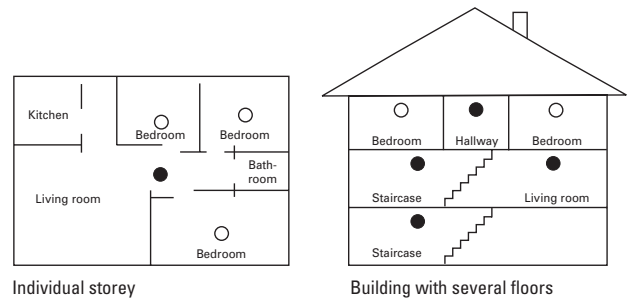 Kitchen
Bedroom
Bedroom
Bath-
room
Living room
Bedroom
Individual storey
Bedroom
Hallway
Bedroom
Staircase
Living room
Staircase
Building with several floors